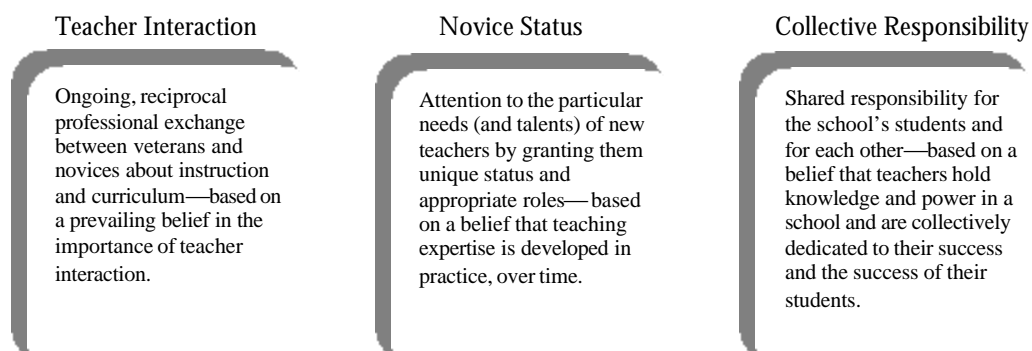 Teacher Interaction
Ongoing, reciprocal
professional exchange
between veterans and
novices about instruction
and curriculum—based on
a prevailing belief in the
importance of teacher
interaction.
Novice Status
Attention to the particular
needs (and talents) of new
teachers by granting them
unique status and
appropriate roles—based
on a belief that teaching
expertise is developed in
practice, over time.
Collective Responsibility
Shared responsibility for
the school’s students and
for each other—based on a
belief that teachers hold
knowledge and power in a
school and are collectively
dedicated to their success
and the success of their
students.